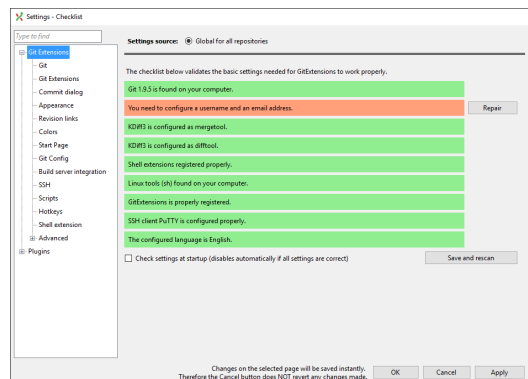 Settings - Checklist
Type to find
Git Extensions
Git
Git Extensions
Commit dialog
Appearance
Revision links
Colors
Start Page
Git Config
Build server integration
SSH
Scripts
Hotkeys
Shell extension
Advanced
Plugins
Settings source: Global for all repositories
The checklist below validates the basic settings needed for GitExtensions to work properly.
Git 1.9.5 is found on your computer.
You need to configure a username and an email address.
Repair
KDiff3 is configured as mergetool.
KDiff3 is configured as difftool.
Shell extensions registered properly.
Linux tools (sh) found on your computer.
GitExtensions is properly registered.
SSH client PuTTY is configured properly.
The configured language is English.
Check settings at startup (disables automatically if all settings are correct)
Save and rescan
Changes on the selected page will be saved instantly.
Therefore the Cancel button does NOT revert any changes made.
OK
Cancel
Apply